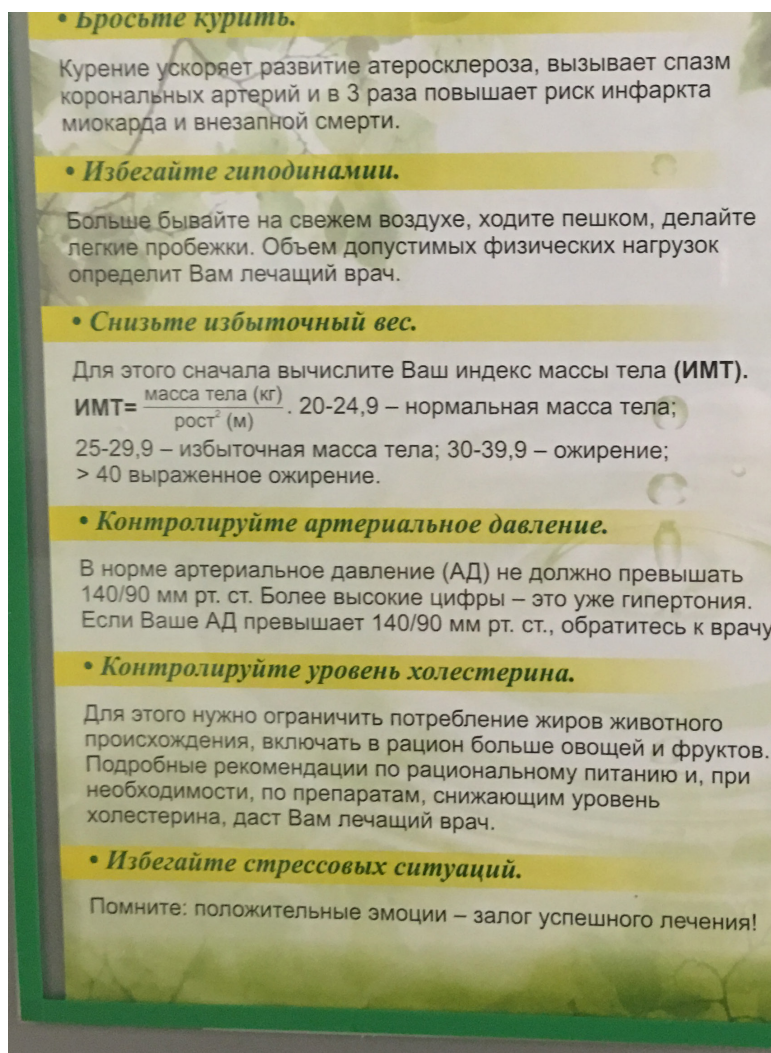 • Бросьте курить.
Курение ускоряет развитие атеросклероза, вызывает спазм
корональных артерий и в 3 раза повышает риск инфаркта
миокарда и внезапной смерти.
• Избегайте гиподинамии.
Больше бывайте на свежем воздухе, ходите пешком, делайте
легкие пробежки. Объем допустимых физических нагрузок
определит Вам лечащий врач.
• Снизьте избыточный вес.
Для этого сначала вычислите Ваш индекс массы тела (ИМТ).
ИМТ= масса тела (кг) / рост² (м) . 20-24,9 – нормальная масса тела;
25-29,9 – избыточная масса тела; 30-39,9 – ожирение;
> 40 выраженное ожирение.
• Контролируйте артериальное давление.
В норме артериальное давление (АД) не должно превышать
140/90 мм рт. ст. Более высокие цифры – это уже гипертония.
Если Ваше АД превышает 140/90 мм рт. ст., обратитесь к врачу
• Контролируйте уровень холестерина.
Для этого нужно ограничить потребление жиров животного
происхождения, включать в рацион больше овощей и фруктов.
Подробные рекомендации по рациональному питанию и, при
необходимости, по препаратам, снижающим уровень
холестерина, даст Вам лечащий врач.
• Избегайте стрессовых ситуаций.
Помните: положительные эмоции – залог успешного лечения!